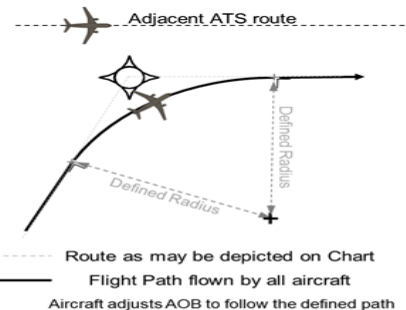 Adjacent ATS route
Defined Radius
Defined Radius
Route as may be depicted on Chart
Flight Path flown by all aircraft
Aircraft adjusts AOB to follow the defined path